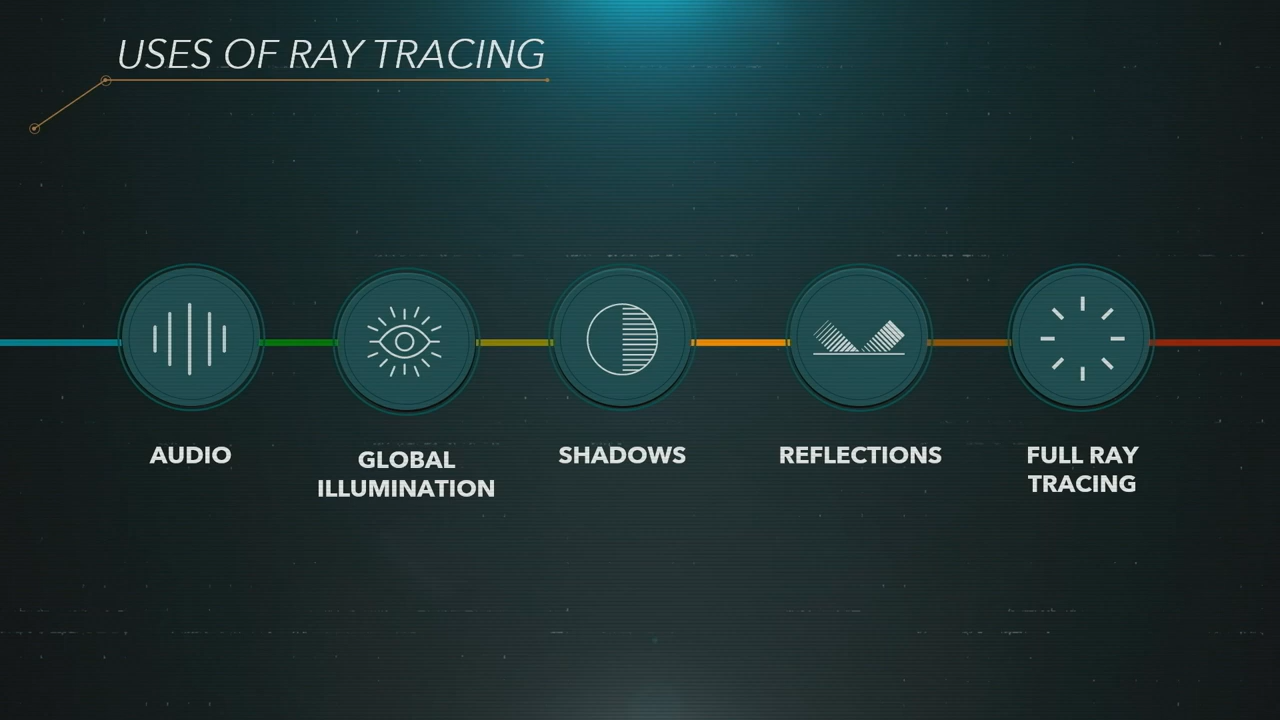 USES OF RAY TRACING
AUDIO
GLOBAL
ILLUMINATION
SHADOWS
REFLECTIONS
FULL RAY
TRACING